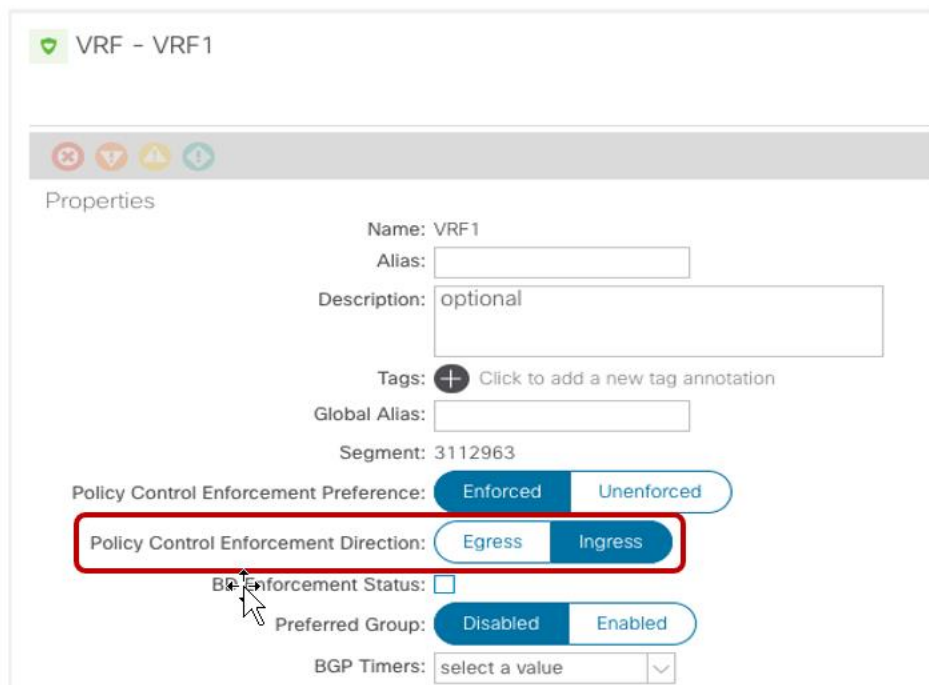 VRF - VRF1
Properties
Name: VRF1
Alias:
Description: optional
Tags: Click to add a new tag annotation
Global Alias:
Segment: 3112963
Policy Control Enforcement Preference: Enforced Unenforced
Policy Control Enforcement Direction: Egress Ingress
BD Enforcement Status:
Preferred Group: Disabled Enabled
BGP Timers: select a value